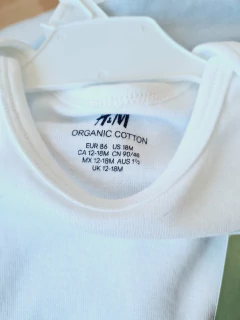 H&M
ORGANIC COTTON
EUR 86 US 18M
CA 12-18M CN 90/48
MX 12-18M AUS 1½
UK 12-18M